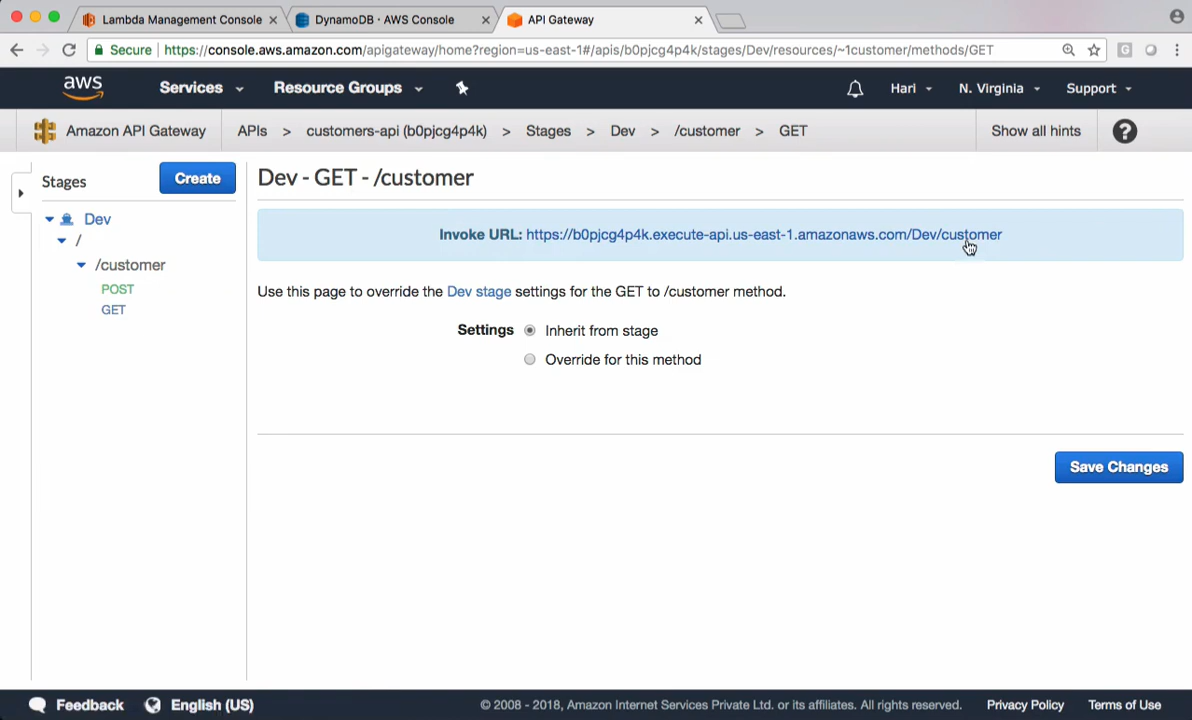 Lambda Management Console
DynamoDB · AWS Console
API Gateway
Secure
https://console.aws.amazon.com/apigateway/home?region=us-east-1#/apis/b0pjcg4p4k/stages/Dev/resources/~1customer/methods/GET
aws
Services
Resource Groups
Hari
N. Virginia
Support
Amazon API Gateway
APIs > customers-api (b0pjcg4p4k) > Stages > Dev > /customer > GET
Show all hints
?
Stages
Create
Dev
/
/customer
POST
GET
Dev - GET - /customer
Invoke URL: https://b0pjcg4p4k.execute-api.us-east-1.amazonaws.com/Dev/customer
Use this page to override the Dev stage settings for the GET to /customer method.
Settings
Inherit from stage
Override for this method
Save Changes
Feedback
English (US)
© 2008 - 2018, Amazon Internet Services Private Ltd. or its affiliates. All rights reserved.
Privacy Policy
Terms of Use